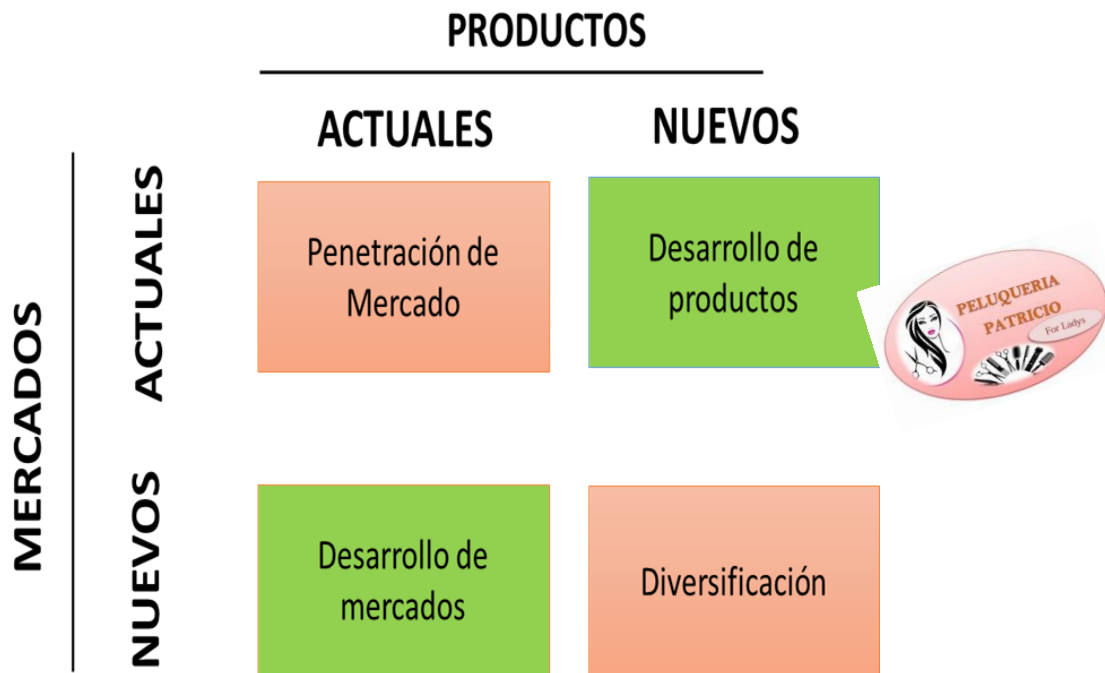 PRODUCTOS
ACTUALES
NUEVOS
MERCADOS
ACTUALES
Penetración de
Mercado
Desarrollo de
productos
PELUQUERIA
PATRICIO
For Ladys
NUEVOS
Desarrollo de
mercados
Diversificación